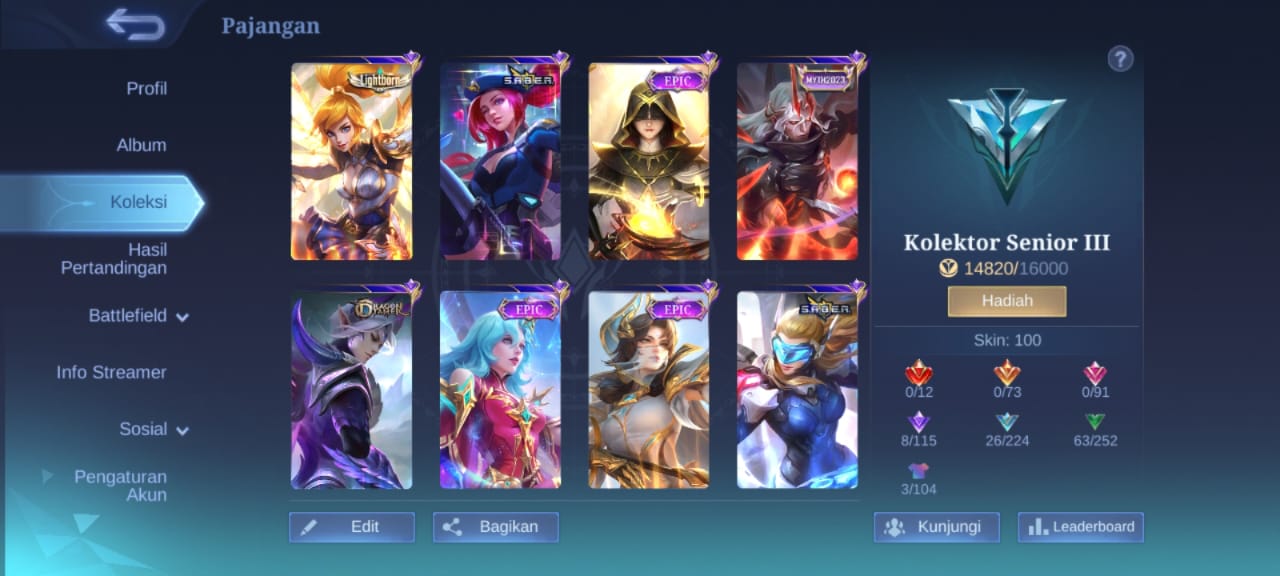 Pajangan
Profil
Album
Koleksi
Hasil
Pertandingan
Battlefield
Info Streamer
Sosial
Pengaturan
Akun
Lightborn
S.A.B.E.R.
EPIC
MYTH2023
DRAGON
TAMER
EPIC
EPIC
S.A.B.E.R.
Edit
Bagikan
?
Kolektor Senior III
14820/16000
Hadiah
Skin: 100
0/12
0/73
0/91
8/115
26/224
63/252
3/104
Kunjungi
Leaderboard